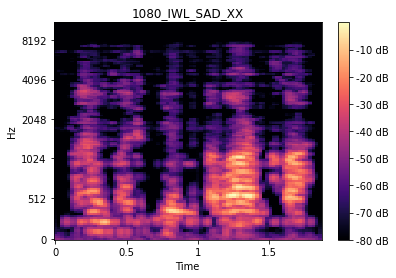 1080_IWL_SAD_XX
8192
4096
2048
1024
512
0
Hz
0
0.5
1
1.5
Time
-10 dB
-20 dB
-30 dB
-40 dB
-50 dB
-60 dB
-70 dB
-80 dB